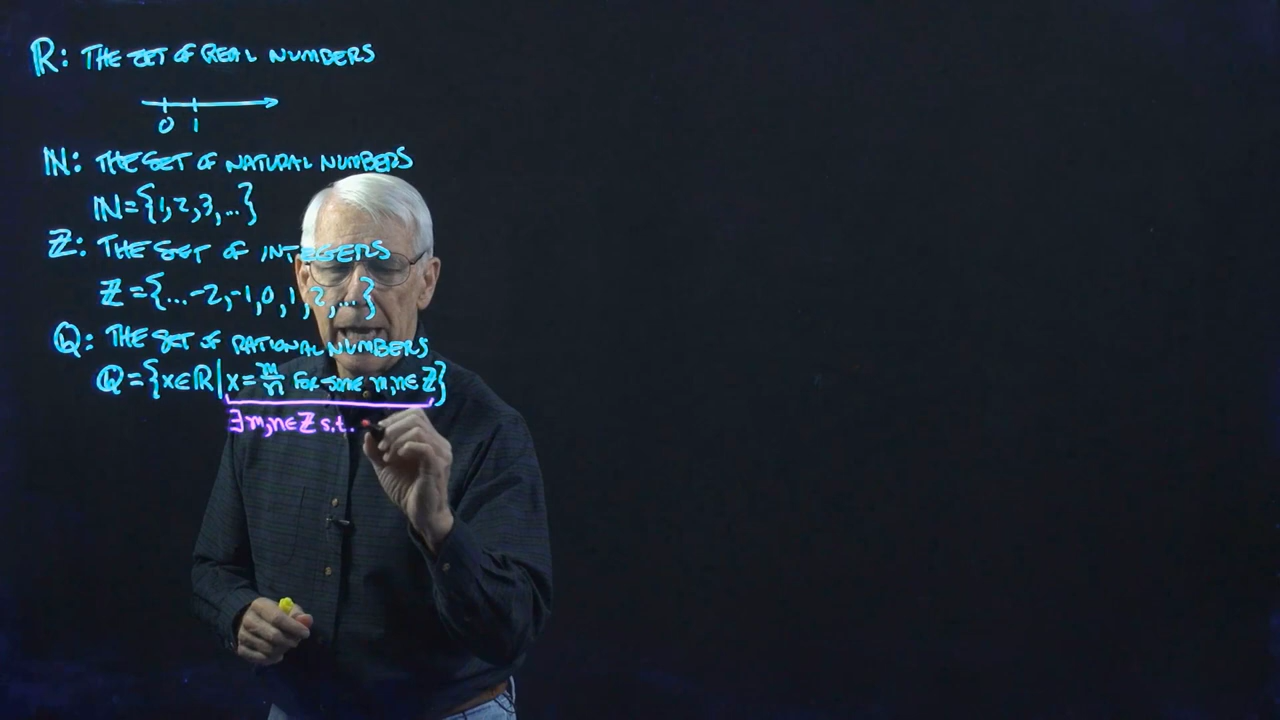 ℝ: THE SET OF REAL NUMBERS
0 1
ℕ: THE SET OF NATURAL NUMBERS
ℕ={1,2,3,...}
ℤ: THE SET OF INTEGERS
ℤ={...-2,-1,0,1,2,...}
ℚ: THE SET OF RATIONAL NUMBERS
ℚ={x∈ℝ|x=m/n FOR SOME m,n∈ℤ}
∃m,n∈ℤ s.t.